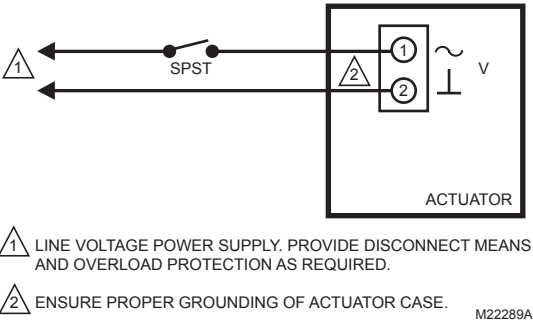 1
SPST
2
1
2
V
ACTUATOR
1 LINE VOLTAGE POWER SUPPLY. PROVIDE DISCONNECT MEANS
AND OVERLOAD PROTECTION AS REQUIRED.
2 ENSURE PROPER GROUNDING OF ACTUATOR CASE.
M22289A